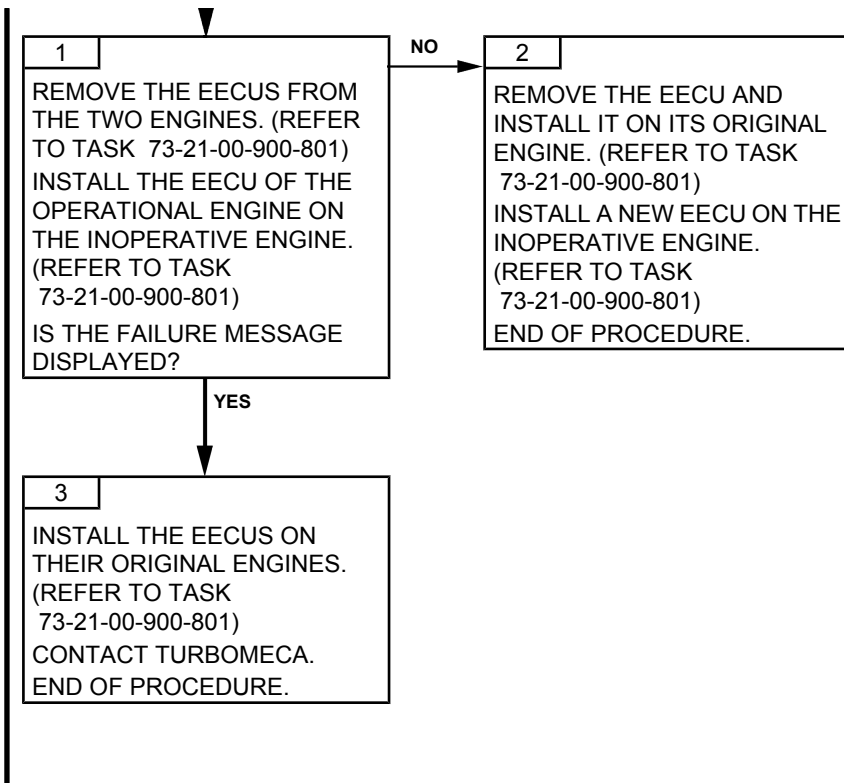 1
REMOVE THE EECUS FROM
THE TWO ENGINES. (REFER
TO TASK 73-21-00-900-801)
INSTALL THE EECU OF THE
OPERATIONAL ENGINE ON
THE INOPERATIVE ENGINE.
(REFER TO TASK
73-21-00-900-801)
IS THE FAILURE MESSAGE
DISPLAYED?
NO
2
REMOVE THE EECU AND
INSTALL IT ON ITS ORIGINAL
ENGINE. (REFER TO TASK
73-21-00-900-801)
INSTALL A NEW EECU ON THE
INOPERATIVE ENGINE.
(REFER TO TASK
73-21-00-900-801)
END OF PROCEDURE.
YES
3
INSTALL THE EECUS ON
THEIR ORIGINAL ENGINES.
(REFER TO TASK
73-21-00-900-801)
CONTACT TURBOMECA.
END OF PROCEDURE.